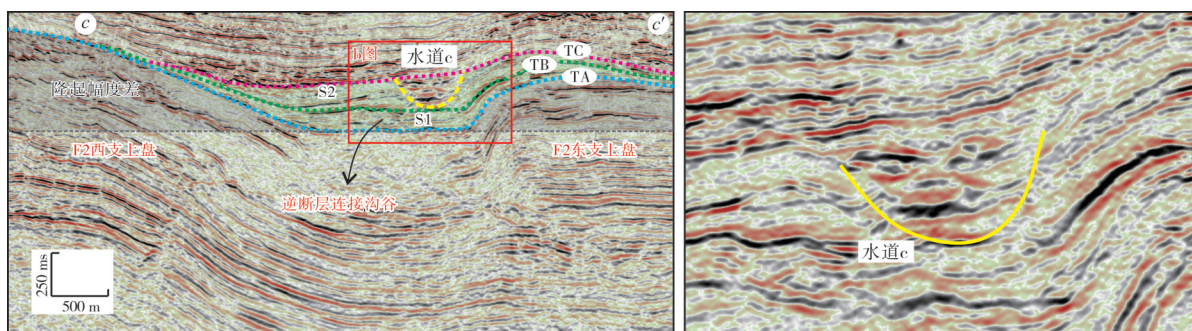 c
c′
b图
水道c
TC
TB
TA
隆起幅度差
S2
S1
F2西支上盘
F2东支上盘
逆断层连接沟谷
250 ms
500 m
水道c